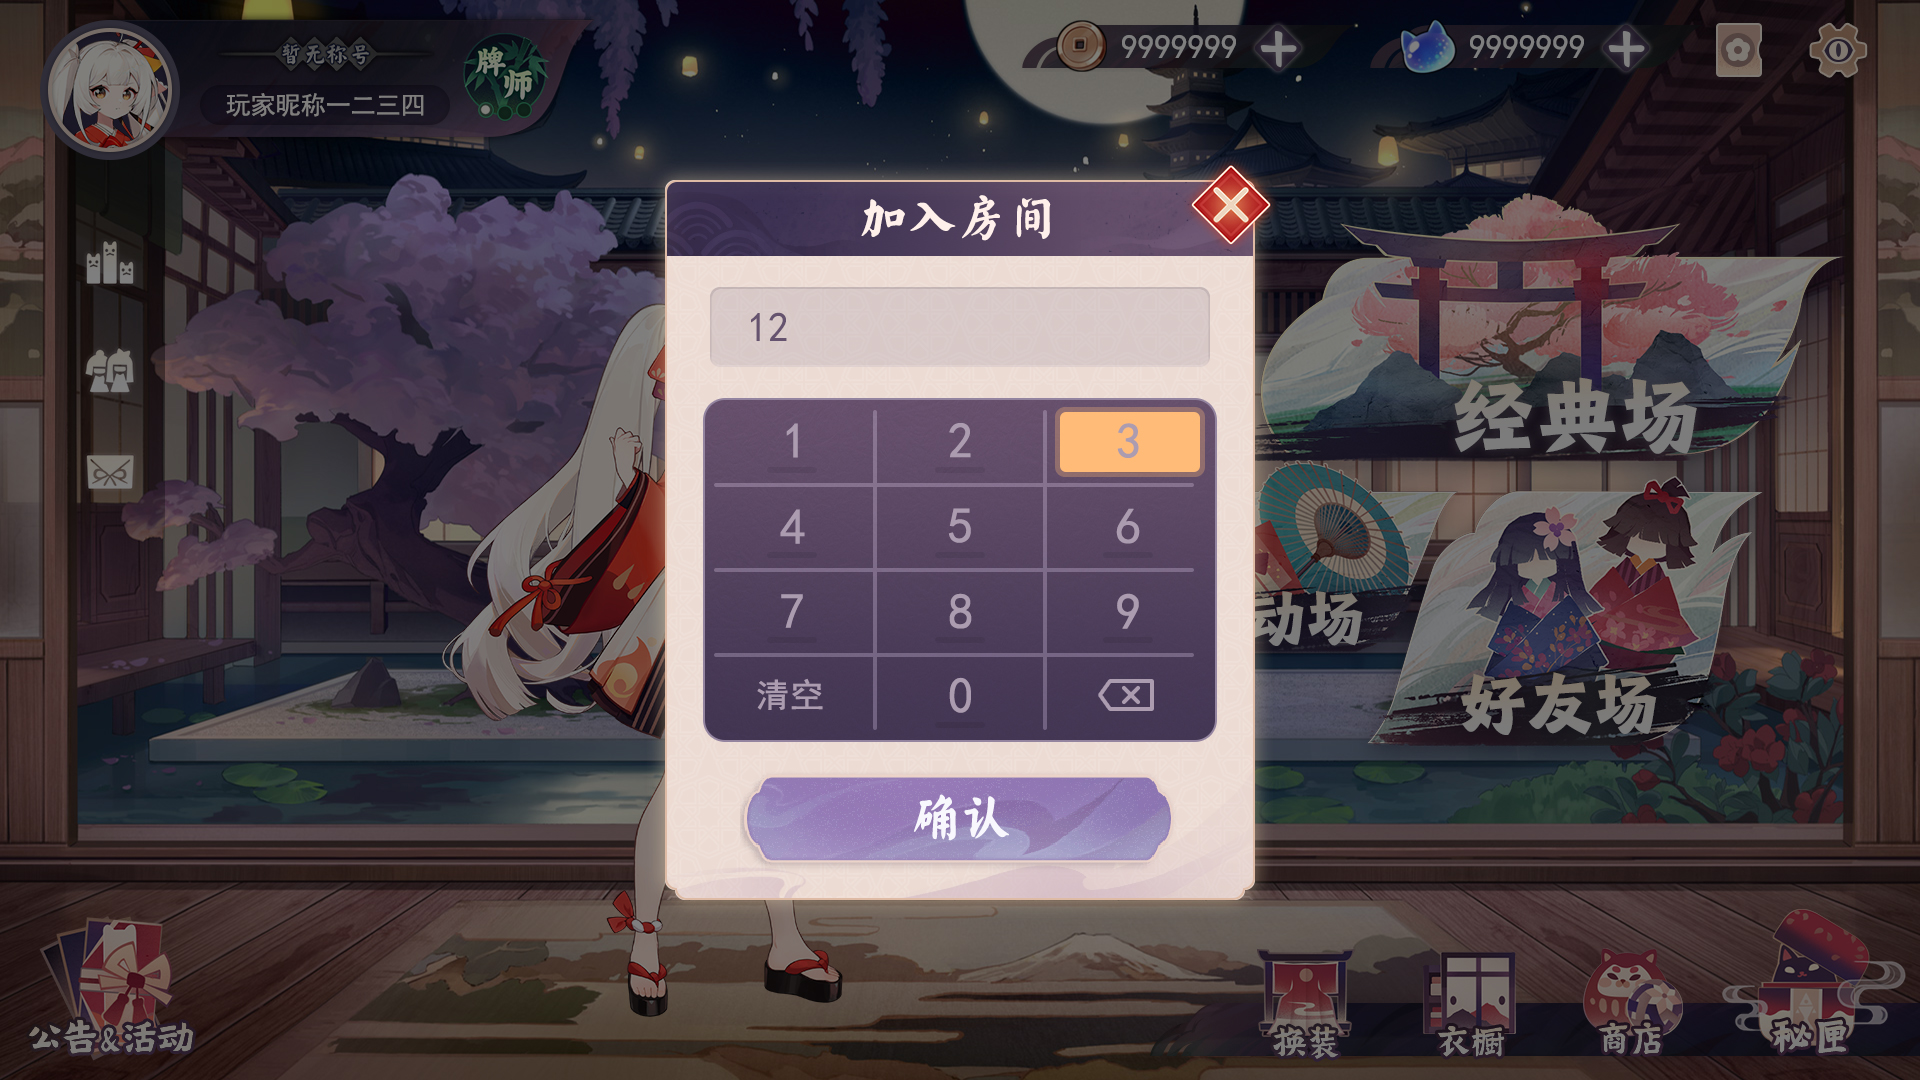 暂无称号
玩家昵称一二三四
牌师
9999999
9999999
加入房间
12
1 2 3
4 5 6
7 8 9
清空 0
确认
经典场
动场
好友场
公告&活动
换装
衣橱
商店
秘匣